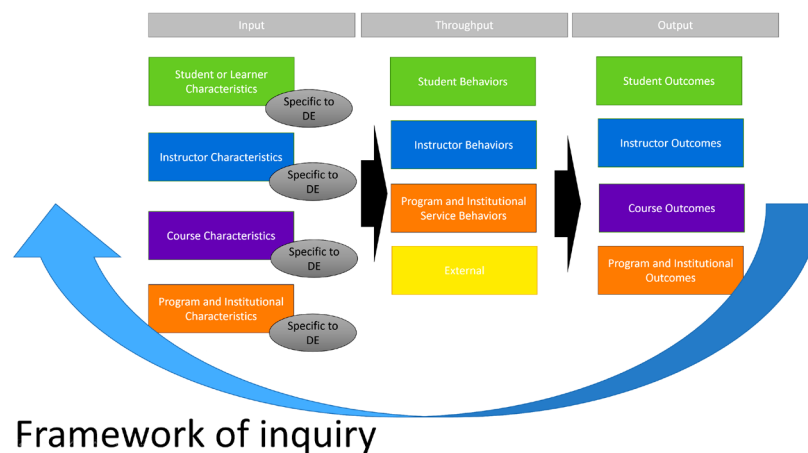 Input
Throughput
Output
Student or Learner
Characteristics
Specific to
DE
Student Behaviors
Student Outcomes
Instructor Characteristics
Specific to
DE
Instructor Behaviors
Instructor Outcomes
Course Characteristics
Specific to
DE
Program and Institutional
Service Behaviors
Course Outcomes
Program and Institutional
Characteristics
Specific to
DE
External
Program and Institutional
Outcomes
Framework of inquiry